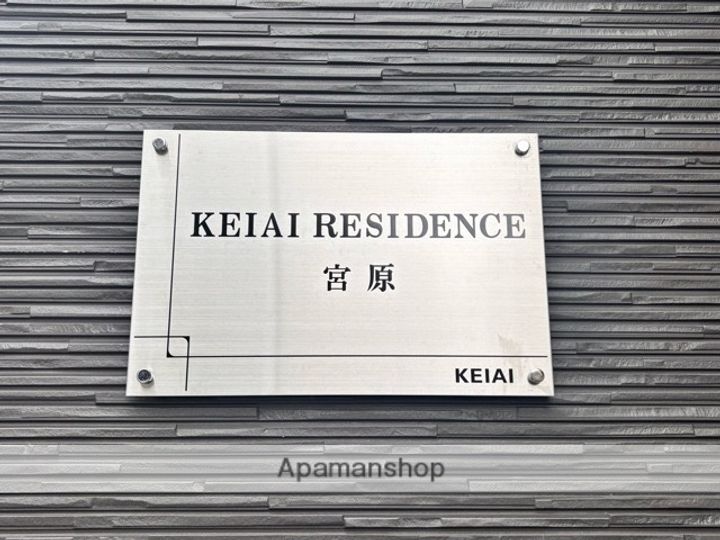 KEIAI RESIDENCE
宮原
KEIAI
Apamanshop